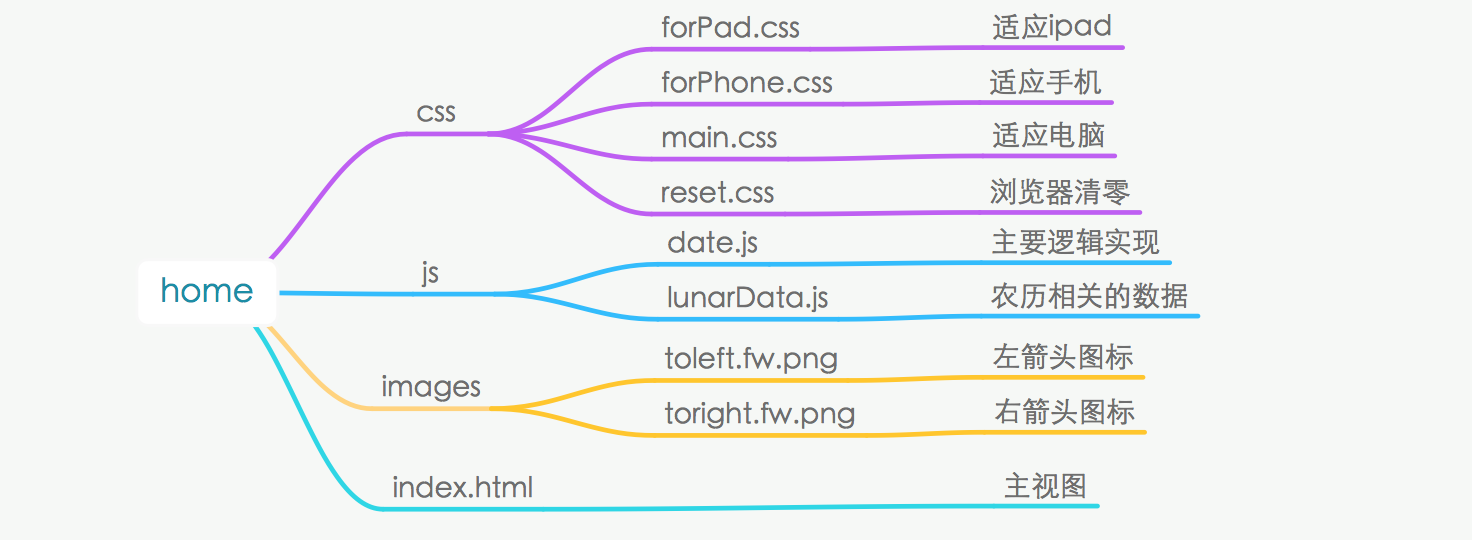 home
css
forPad.css 适应ipad
forPhone.css 适应手机
main.css 适应电脑
reset.css 浏览器清零
js
date.js 主要逻辑实现
lunarData.js 农历相关的数据
images
toleft.fw.png 左箭头图标
toright.fw.png 右箭头图标
index.html 主视图